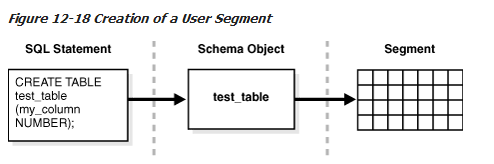 Figure 12-18 Creation of a User Segment
SQL Statement
Schema Object
Segment
CREATE TABLE
test_table
(my_column
NUMBER);
test_table